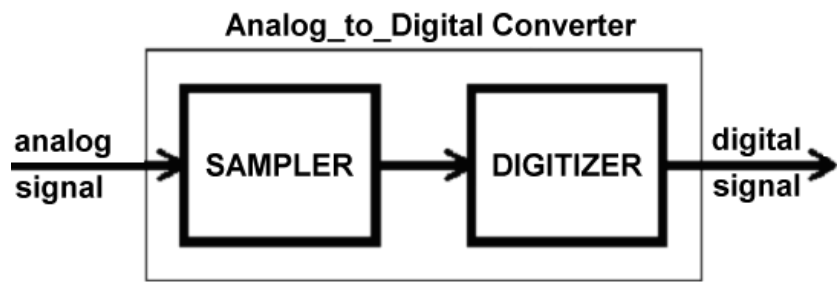 Analog_to_Digital Converter
analog
signal
SAMPLER
DIGITIZER
digital
signal